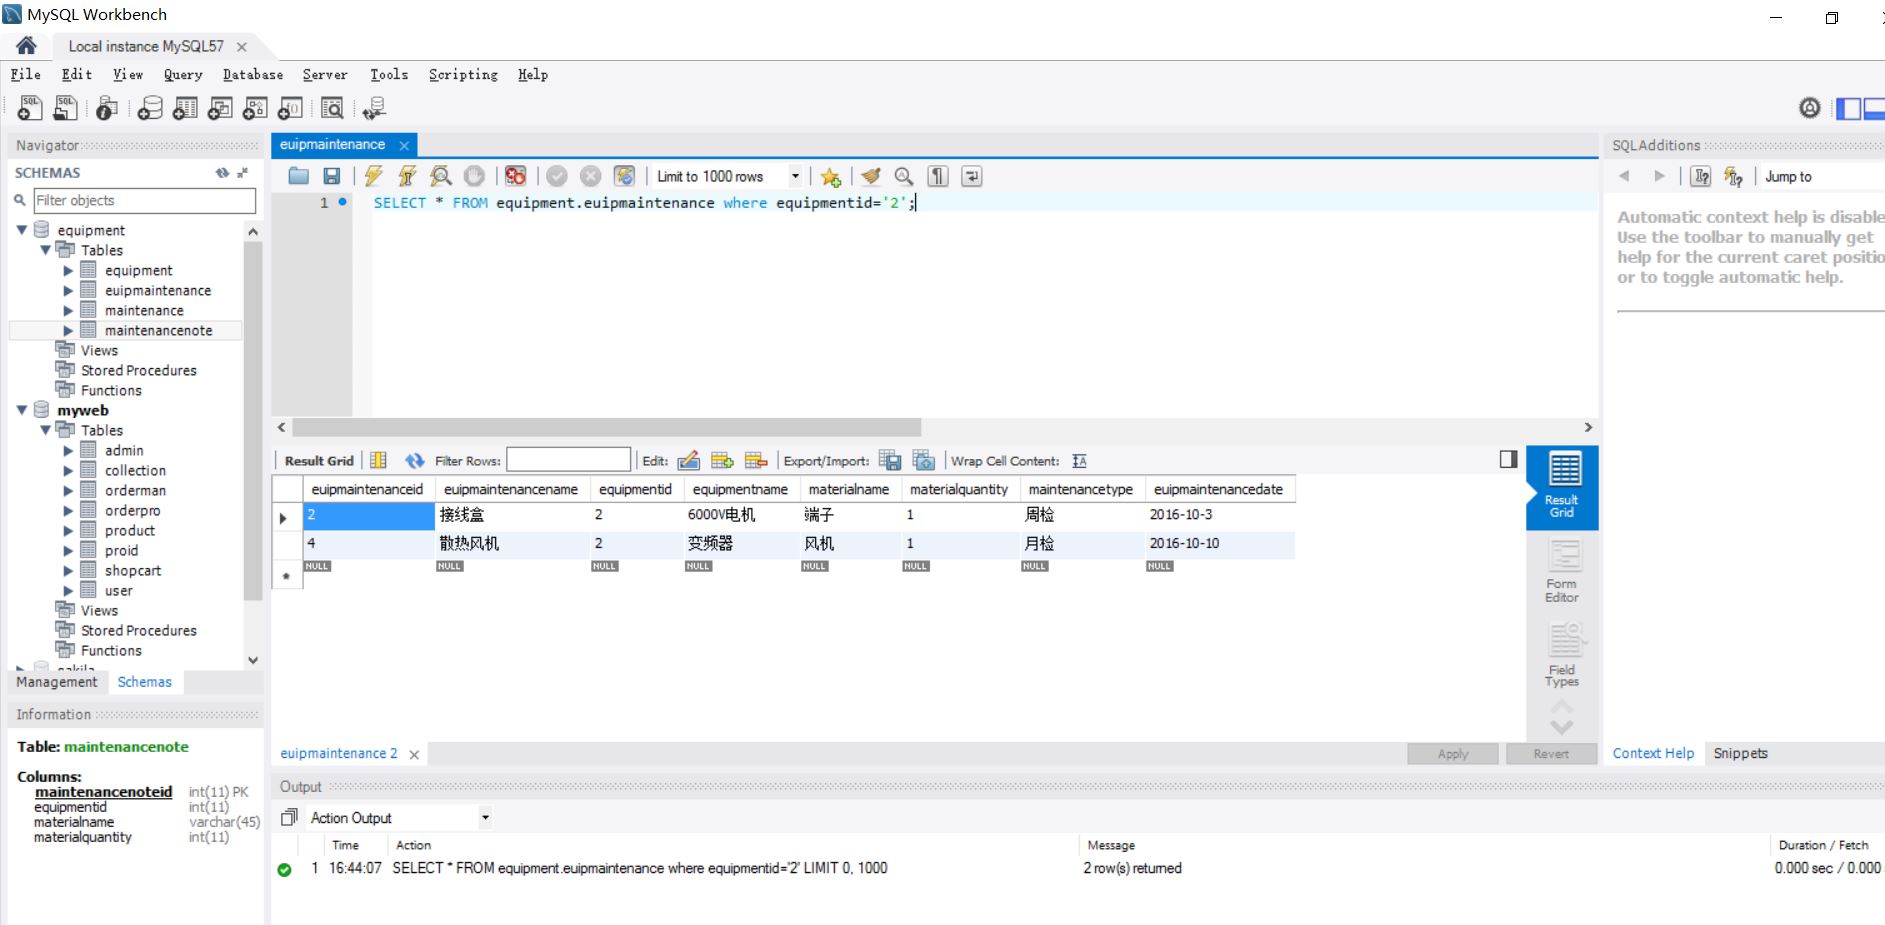 MySQL Workbench
Local instance MySQL57
File Edit View Query Database Server Tools Scripting Help
Navigator
SCHEMAS
Filter objects
equipment
Tables
equipment
euipmaintenance
maintenance
maintenancenote
Views
Stored Procedures
Functions
myweb
Tables
admin
collection
orderman
orderpro
product
proid
shopcart
user
Views
Stored Procedures
Functions
Management Schemas
Information
Table: maintenancenote
Columns:
maintenancenoteid int(11) PK
equipmentid int(11)
materialname varchar(45)
materialquantity int(11)
euipmaintenance
Limit to 1000 rows
1 SELECT * FROM equipment.euipmaintenance where equipmentid='2';
Result Grid Filter Rows: Edit: Export/Import: Wrap Cell Content:
euipmaintenanceid euipmaintenancename equipmentid equipmentname materialname materialquantity maintenancetype euipmaintenancedate
2 接线盒 2 6000V电机 端子 1 周检 2016-10-3
4 散热风机 2 变频器 风机 1 月检 2016-10-10
NULL NULL NULL NULL NULL NULL NULL NULL
Result
Grid
Form
Editor
Field
Types
euipmaintenance 2
Apply Revert
Output
Action Output
Time Action Message Duration / Fetch
1 16:44:07 SELECT * FROM equipment.euipmaintenance where equipmentid='2' LIMIT 0, 1000 2 row(s) returned 0.000 sec / 0.000
SQLAdditions
Jump to
Automatic context help is disable
Use the toolbar to manually get
help for the current caret positio
or to toggle automatic help.
Context Help Snippets